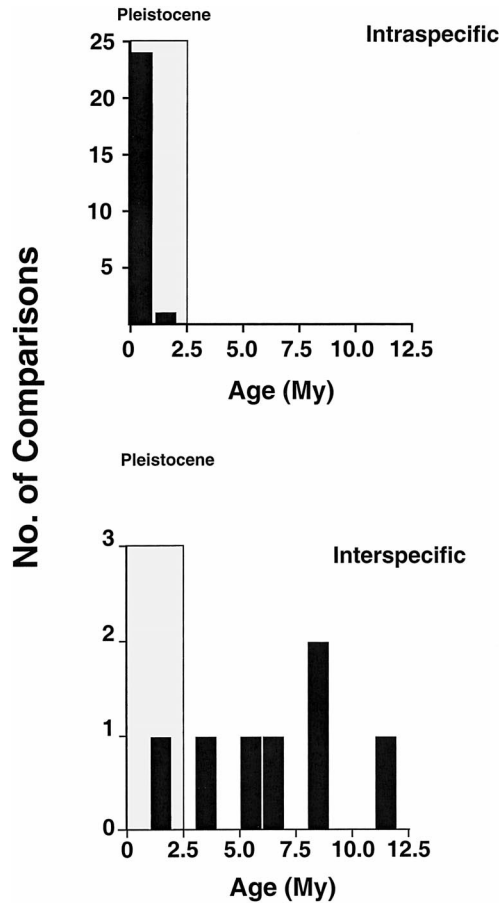 Pleistocene
Intraspecific
25
20
15
10
5
0 2.5 5.0 7.5 10.0 12.5
Age (My)
No. of Comparisons
Pleistocene
Interspecific
3
2
1
0
0 2.5 5.0 7.5 10.0 12.5
Age (My)